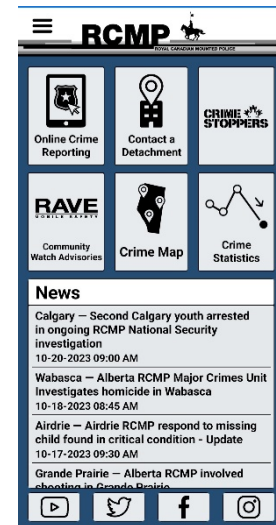 RCMP
ROYAL CANADIAN MOUNTED POLICE
Online Crime
Reporting
Contact a
Detachment
CRIME
STOPPERS
RAVE
MOBILE SAFETY
Community
Watch Advisories
Crime Map
Crime
Statistics
News
Calgary — Second Calgary youth arrested
in ongoing RCMP National Security
investigation
10-20-2023 09:00 AM
Wabasca — Alberta RCMP Major Crimes Unit
Investigates homicide in Wabasca
10-18-2023 08:45 AM
Airdrie — Airdrie RCMP respond to missing
child found in critical condition - Update
10-17-2023 09:30 AM
Grande Prairie — Alberta RCMP involved
shooting in Grande Prairie